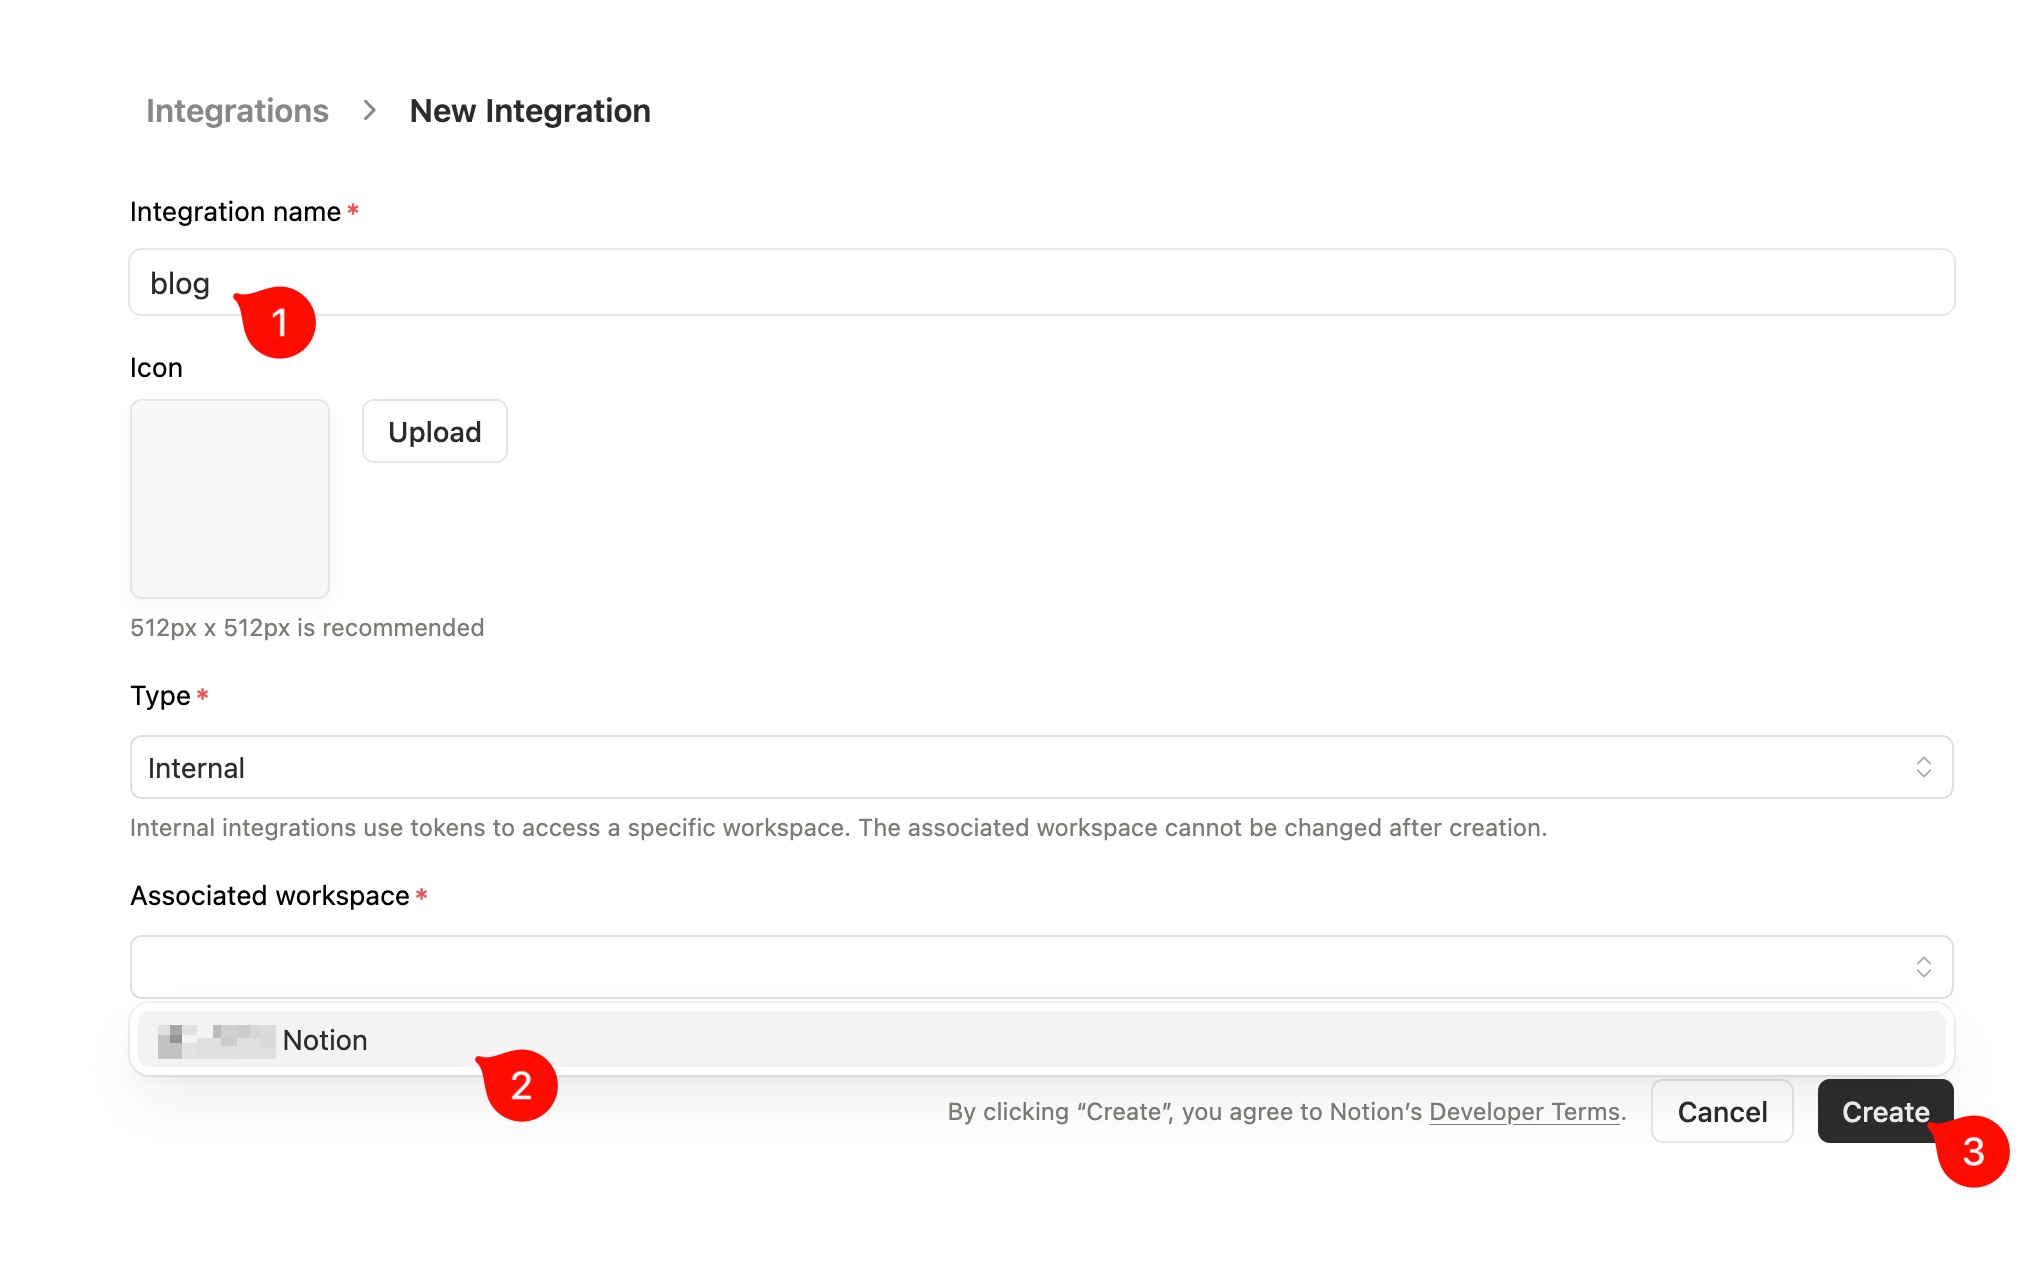 Integrations > New Integration
Integration name *
blog
1
Icon
Upload
512px x 512px is recommended
Type *
Internal
Internal integrations use tokens to access a specific workspace. The associated workspace cannot be changed after creation.
Associated workspace *
Notion
2
By clicking “Create”, you agree to Notion’s Developer Terms.
Cancel
Create
3